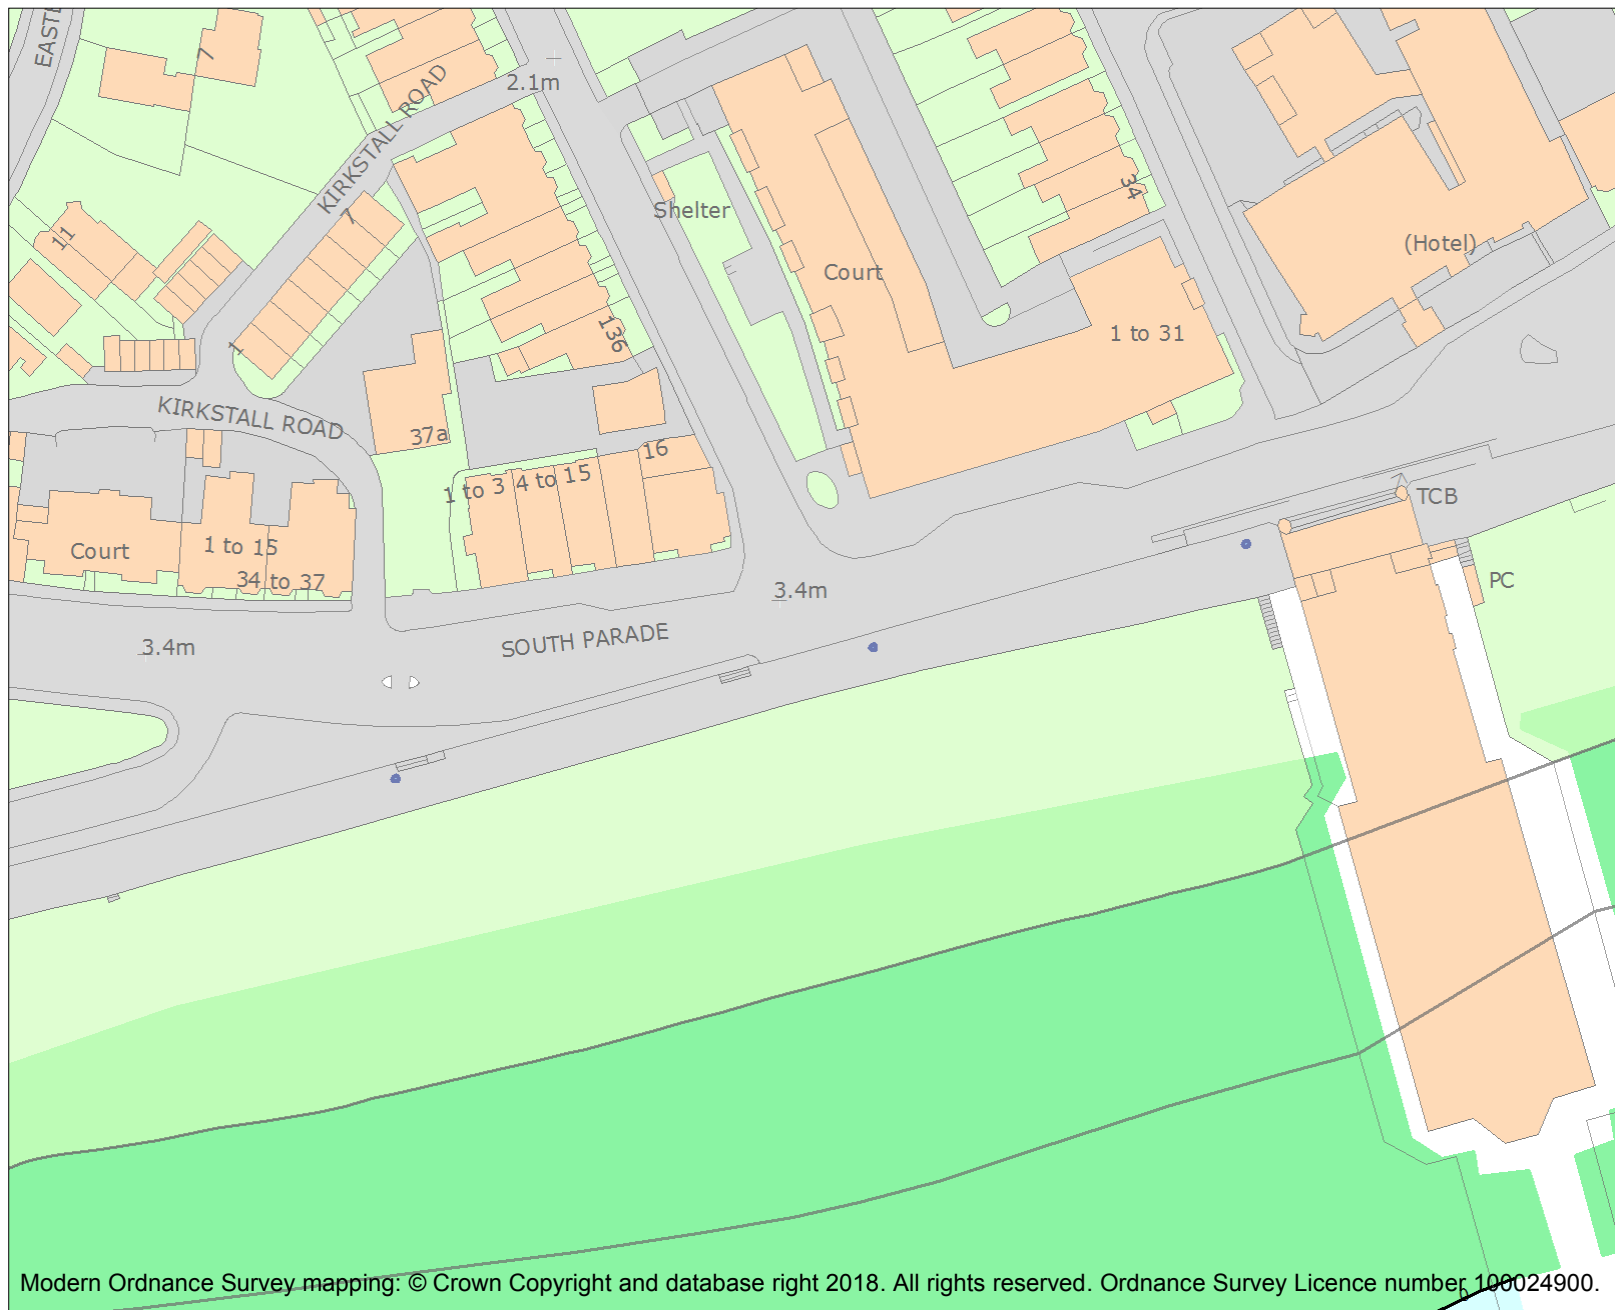 EASTE
7
KIRKSTALL ROAD
2.1m
7
11
Shelter
34
(Hotel)
Court
1 to 31
136
1
KIRKSTALL ROAD
37a
16
1 to 3
4 to 15
TCB
Court
1 to 15
34 to 37
PC
3.4m
SOUTH PARADE
3.4m
Modern Ordnance Survey mapping: © Crown Copyright and database right 2018. All rights reserved. Ordnance Survey Licence number 100024900.